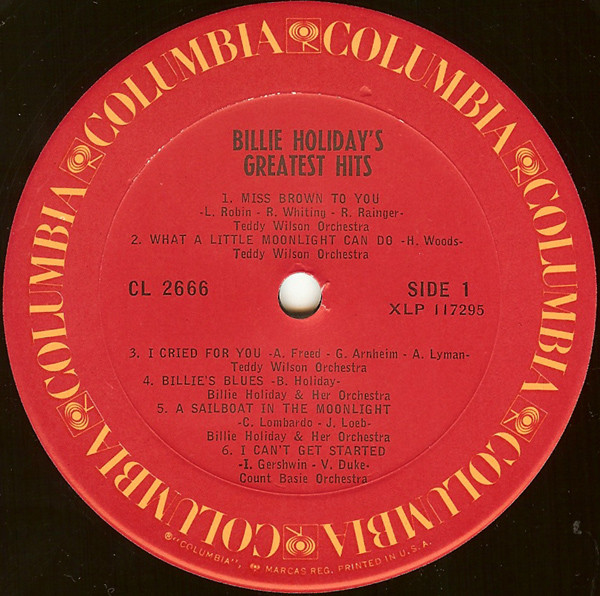 COLUMBIA COLUMBIA COLUMBIA COLUMBIA COLUMBIA COLUMBIA COLUMBIA COLUMBIA
BILLIE HOLIDAY'S
GREATEST HITS
1. MISS BROWN TO YOU
-L. Robin - R. Whiting - R. Rainger-
Teddy Wilson Orchestra
2. WHAT A LITTLE MOONLIGHT CAN DO -H. Woods-
Teddy Wilson Orchestra
CL 2666
SIDE 1
XLP 117295
3. I CRIED FOR YOU -A. Freed - G. Arnheim - A. Lyman-
Teddy Wilson Orchestra
4. BILLIE'S BLUES -B. Holiday-
Billie Holiday & Her Orchestra
5. A SAILBOAT IN THE MOONLIGHT
-C. Lombardo - J. Loeb-
Billie Holiday & Her Orchestra
6. I CAN'T GET STARTED
-I. Gershwin - V. Duke-
Count Basie Orchestra
®"COLUMBIA", MARCAS REG. PRINTED IN U.S.A.